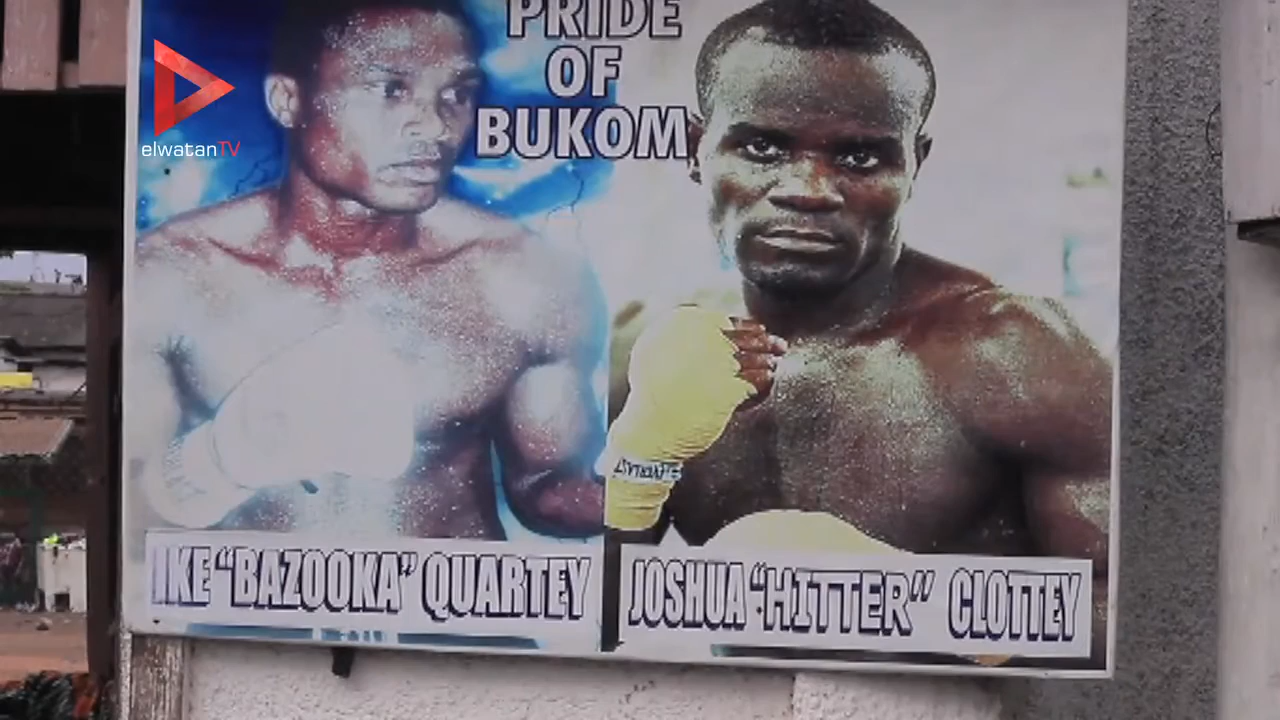 elwatanTV
PRIDE
OF
BUKOM
IKE "BAZOOKA" QUARTEY
JOSHUA "HITTER" CLOTTEY